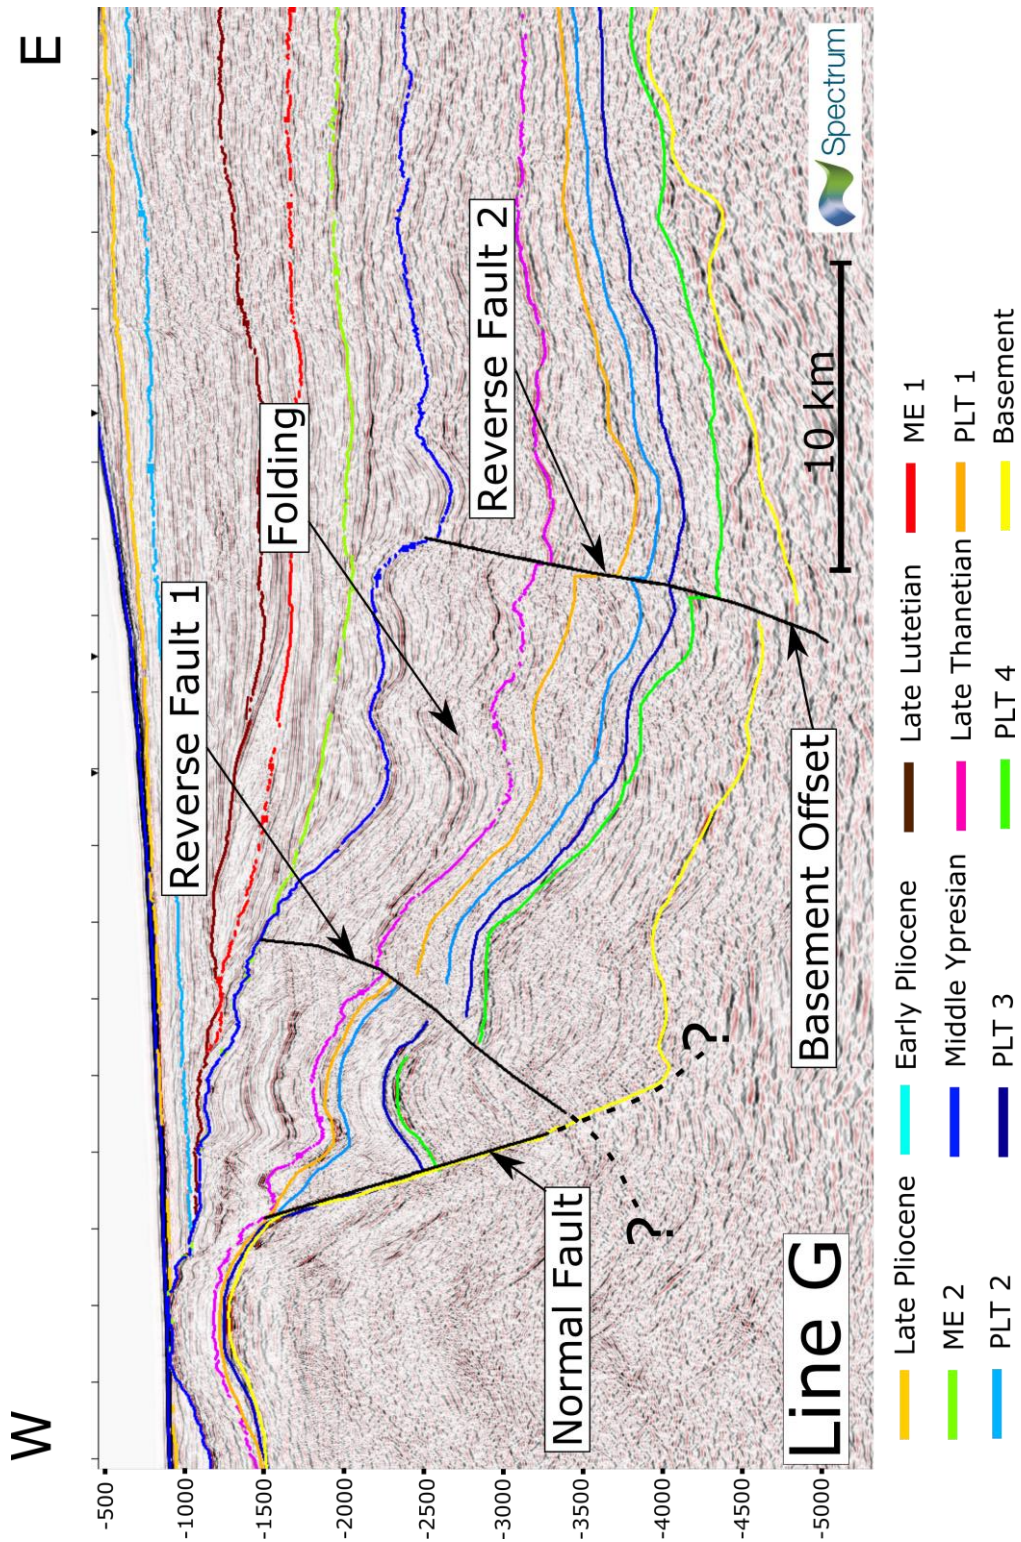 W
E
-500
-1000
-1500
-2000
-2500
-3000
-3500
-4000
-4500
-5000
Reverse Fault 1
Folding
Reverse Fault 2
Normal Fault
Basement Offset
?
?
10 km
Spectrum
Line G
Late Pliocene
Early Pliocene
Late Lutetian
ME 1
ME 2
Middle Ypresian
Late Thanetian
PLT 1
PLT 2
PLT 3
PLT 4
Basement